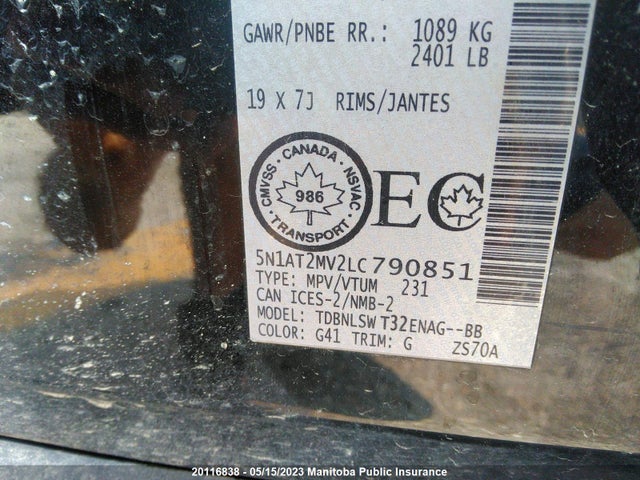 GAWR/PNBE RR.: 1089 KG
2401 LB
19 X 7J RIMS/JANTES
CMVSS · CANADA · NSVAC · TRANSPORT ·
986
EC
5N1AT2MV2LC790851
TYPE: MPV/VTUM 231
CAN ICES-2/NMB-2
MODEL: TDBNLSW T32ENAG--BB
COLOR: G41 TRIM: G ZS70A
20116838 - 05/15/2023 Manitoba Public Insurance